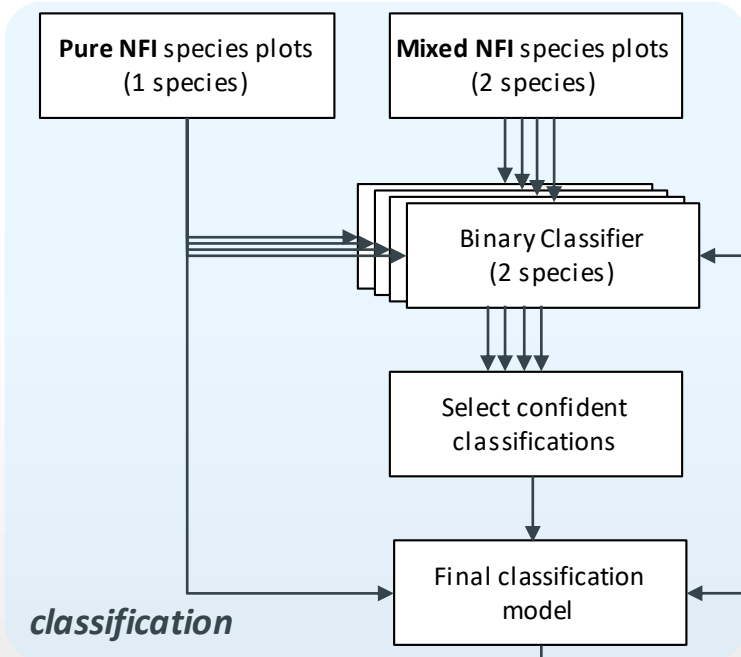 Pure NFI species plots
(1 species)
Mixed NFI species plots
(2 species)
Binary Classifier
(2 species)
Select confident
classifications
Final classification
model
classification